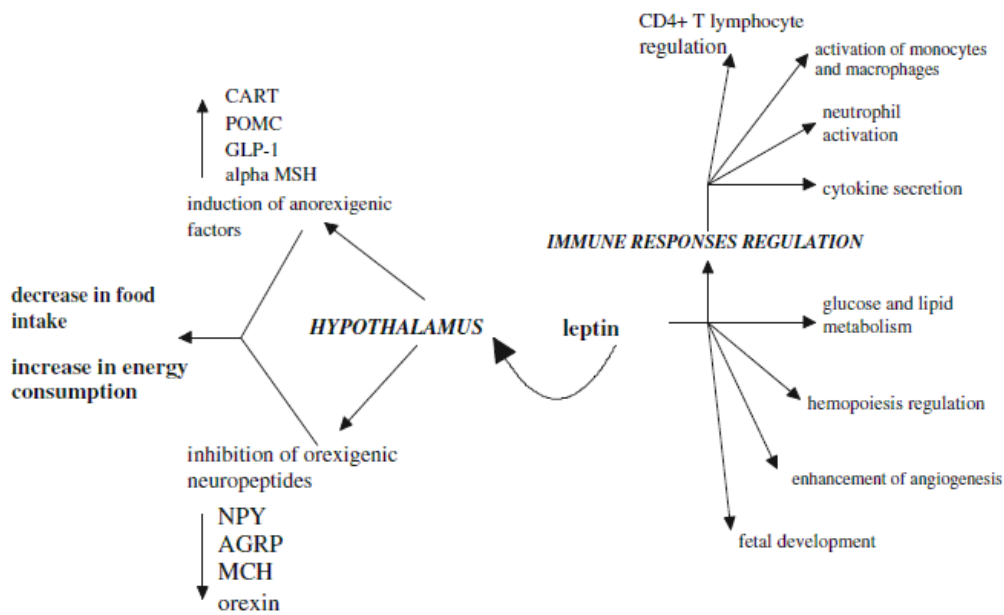 CD4+ T lymphocyte
regulation
activation of monocytes
and macrophages
neutrophil
activation
cytokine secretion
IMMUNE RESPONSES REGULATION
CART
POMC
GLP-1
alpha MSH
induction of anorexigenic
factors
decrease in food
intake
increase in energy
consumption
HYPOTHALAMUS
leptin
glucose and lipid
metabolism
hemopoiesis regulation
enhancement of angiogenesis
fetal development
inhibition of orexigenic
neuropeptides
NPY
AGRP
MCH
orexin